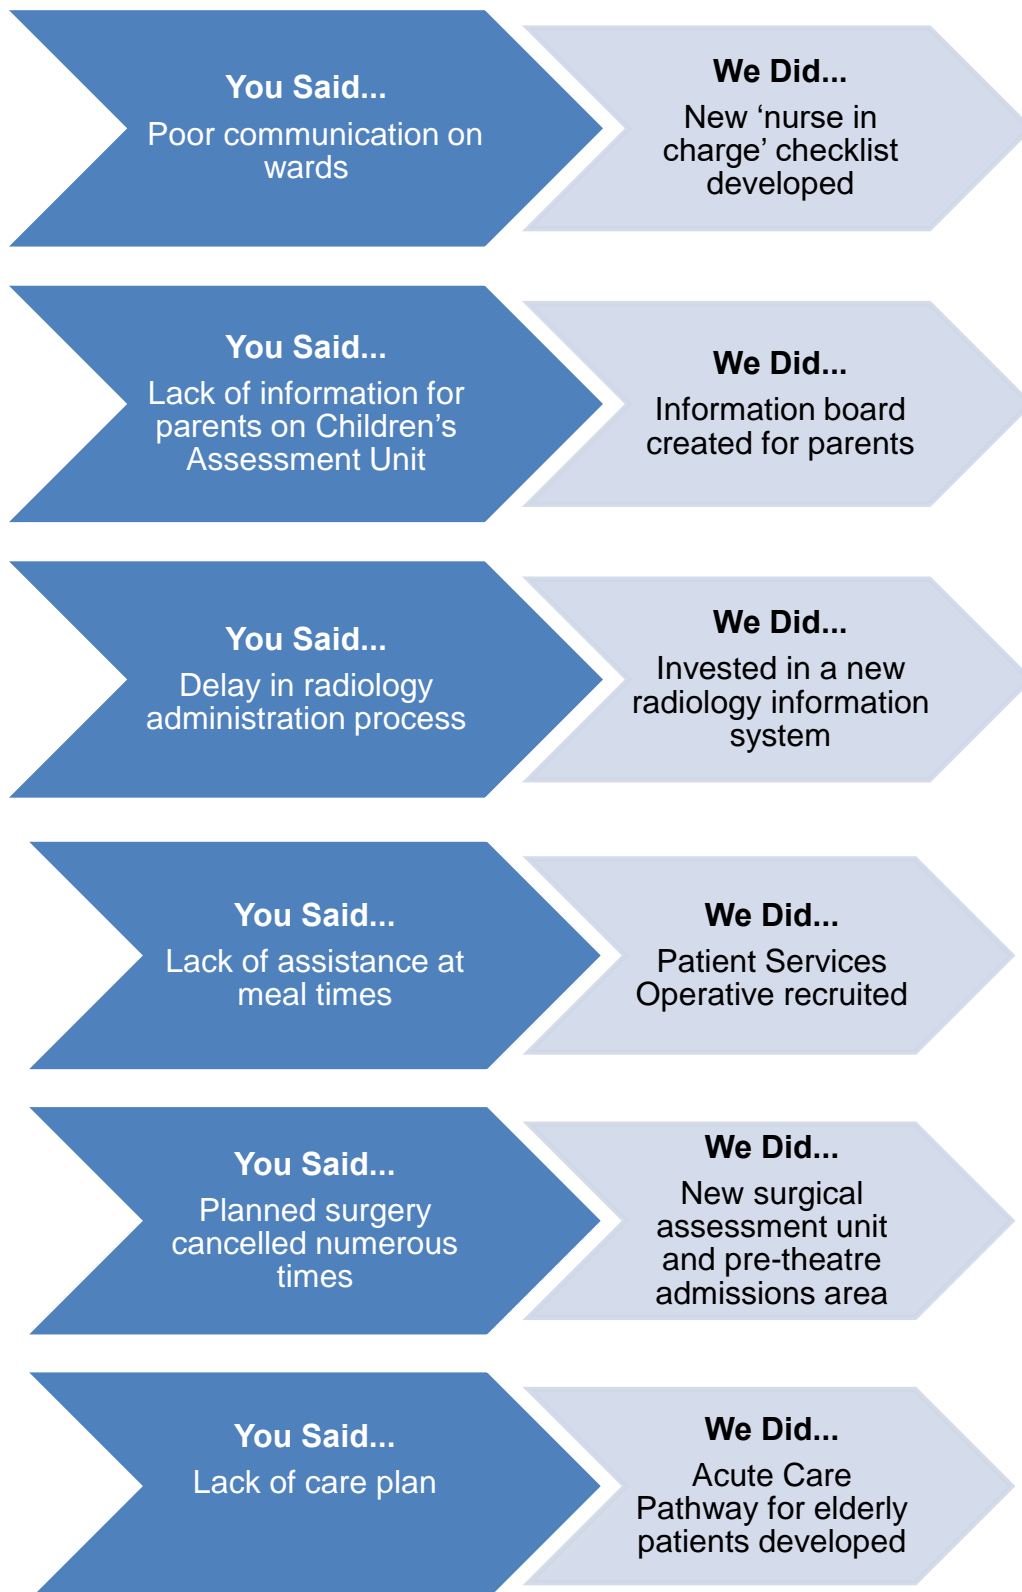 You Said...
Poor communication on
wards
We Did...
New ‘nurse in
charge’ checklist
developed
You Said...
Lack of information for
parents on Children’s
Assessment Unit
We Did...
Information board
created for parents
You Said...
Delay in radiology
administration process
We Did...
Invested in a new
radiology information
system
You Said...
Lack of assistance at
meal times
We Did...
Patient Services
Operative recruited
You Said...
Planned surgery
cancelled numerous
times
We Did...
New surgical
assessment unit
and pre-theatre
admissions area
You Said...
Lack of care plan
We Did...
Acute Care
Pathway for elderly
patients developed